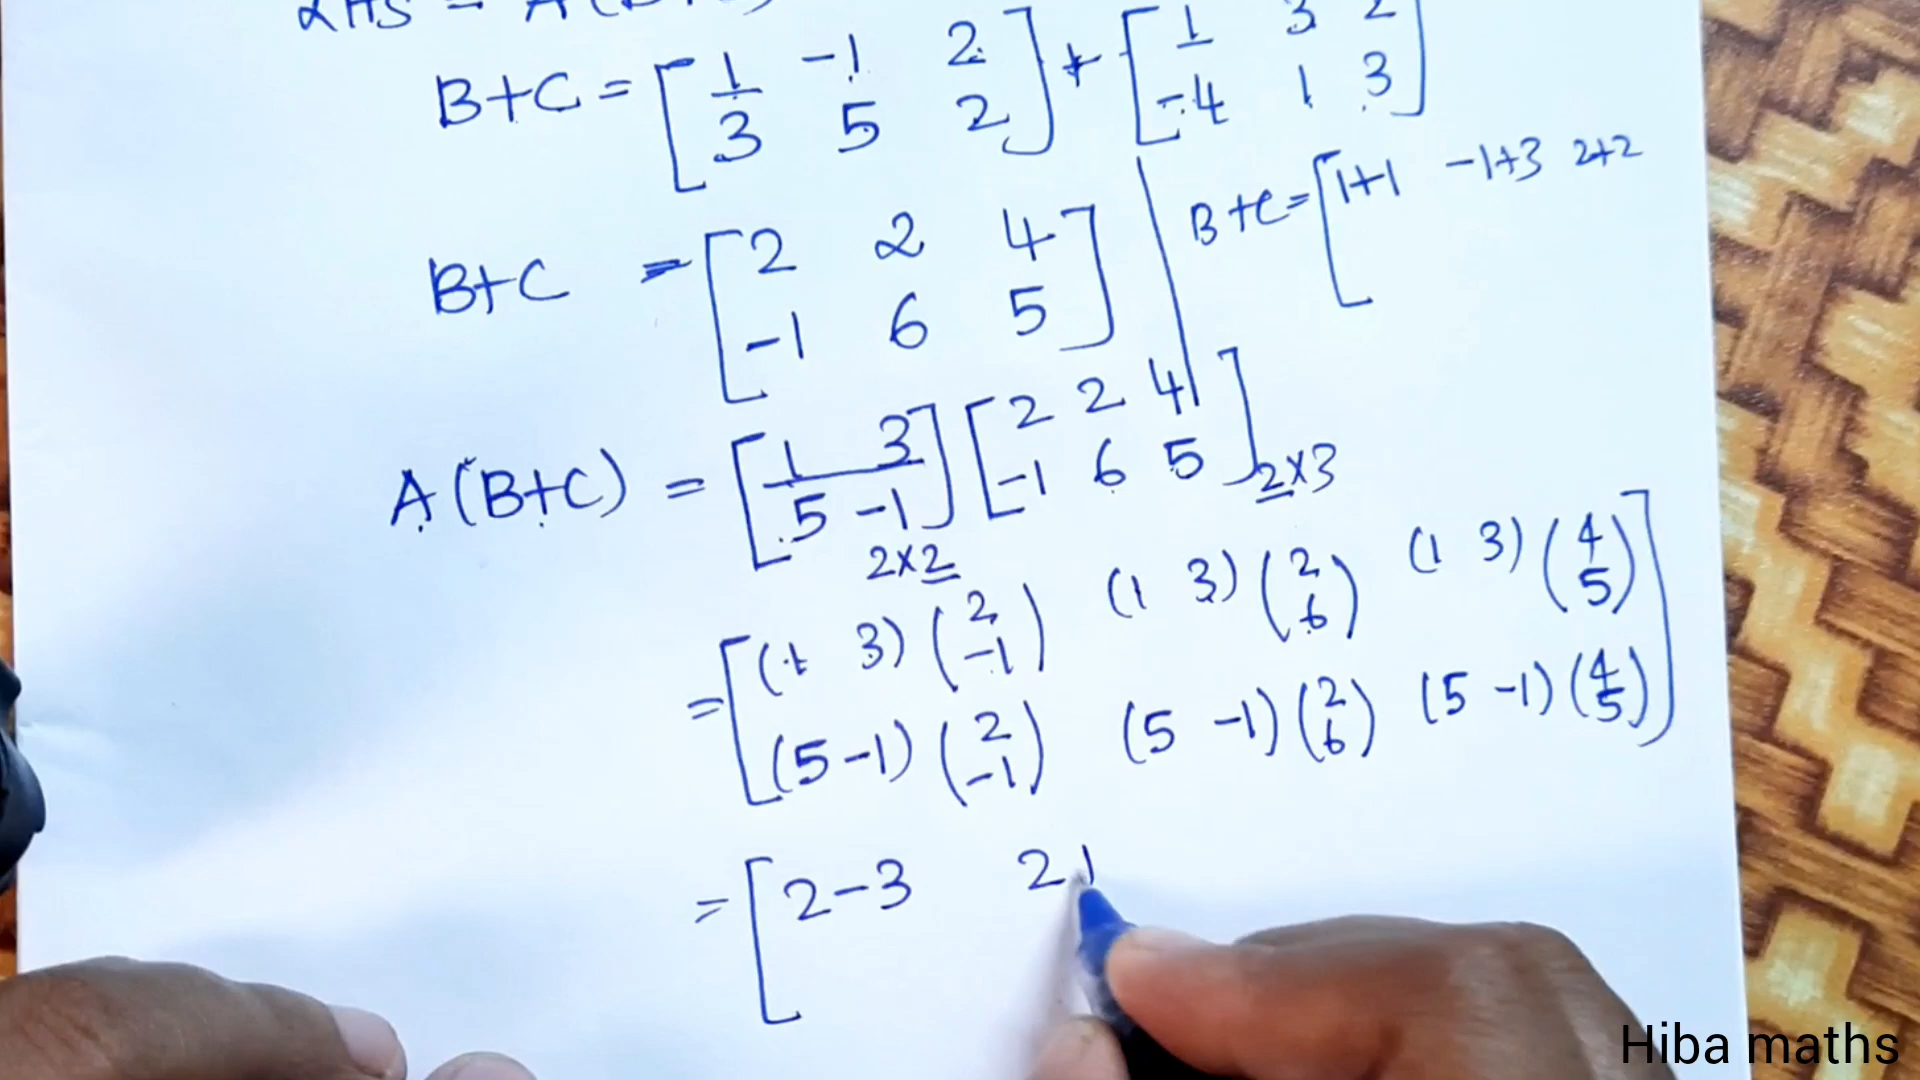 LHS = A(B+C)
B+C = [1 -1 2 + [1 3 2
3 5 2] -4 1 3]
B+C = [1+1 -1+3 2+2
B+C = [2 2 4
-1 6 5]
A(B+C) = [1 3 [2 2 4
5 -1] -1 6 5] 2×3
2×2
= [(1 3) (2 -1) (1 3) (2 6) (1 3) (4 5)
(5 -1) (2 -1) (5 -1) (2 6) (5 -1) (4 5)]
= [2-3 21
Hiba maths